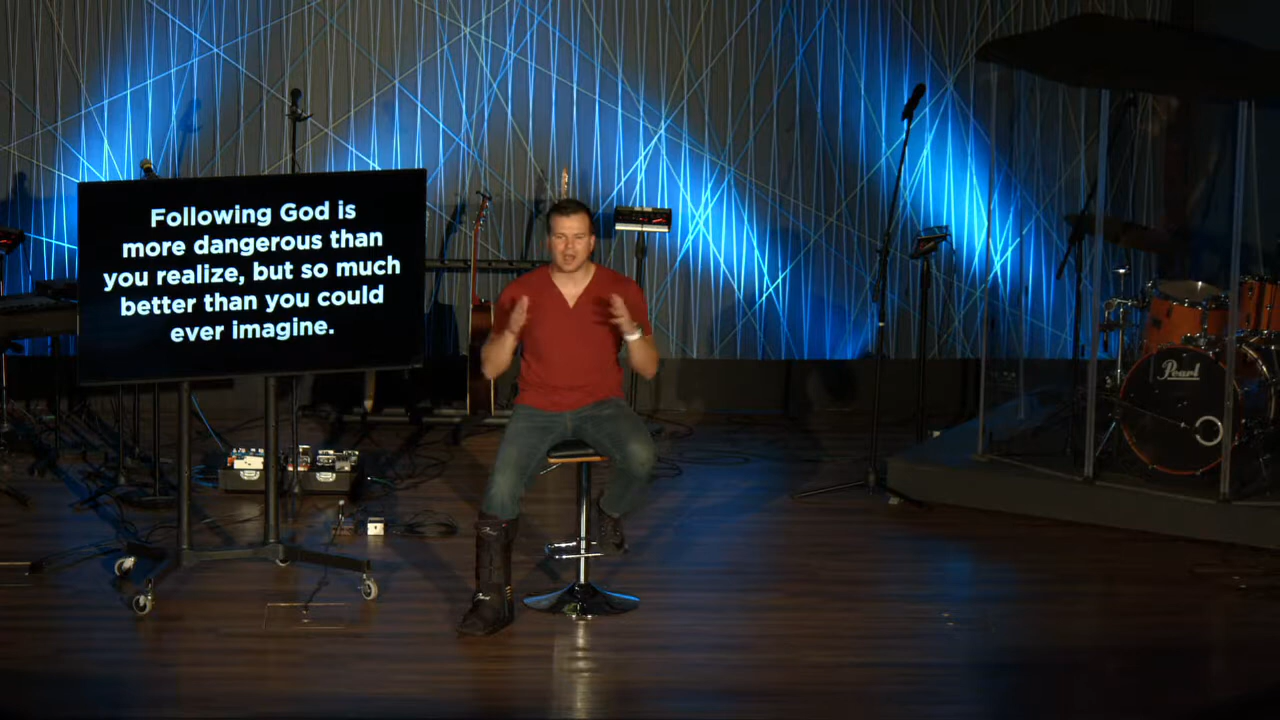 Following God is
more dangerous than
you realize, but so much
better than you could
ever imagine.
Pearl